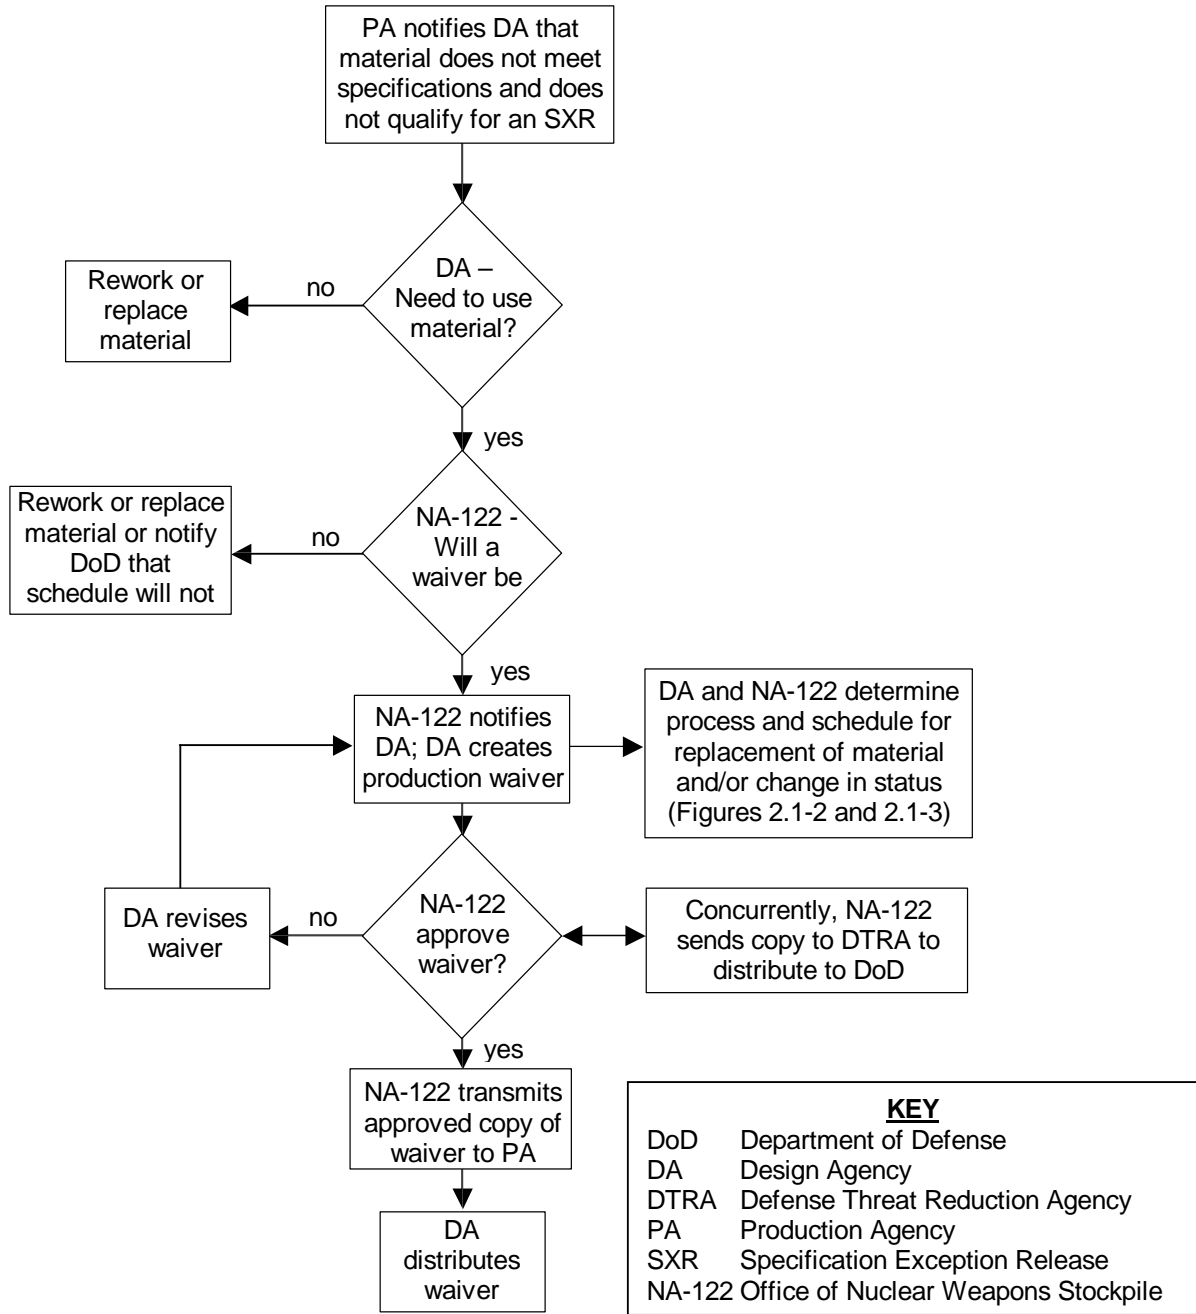 PA notifies DA that
material does not meet
specifications and does
not qualify for an SXR
DA –
Need to use
material?
no
Rework or
replace
material
yes
NA-122 -
Will a
waiver be
no
Rework or replace
material or notify
DoD that
schedule will not
yes
NA-122 notifies
DA; DA creates
production waiver
DA and NA-122 determine
process and schedule for
replacement of material
and/or change in status
(Figures 2.1-2 and 2.1-3)
NA-122
approve
waiver?
no
DA revises
waiver
Concurrently, NA-122
sends copy to DTRA to
distribute to DoD
yes
NA-122 transmits
approved copy of
waiver to PA
DA
distributes
waiver
KEY
DoD Department of Defense
DA Design Agency
DTRA Defense Threat Reduction Agency
PA Production Agency
SXR Specification Exception Release
NA-122 Office of Nuclear Weapons Stockpile